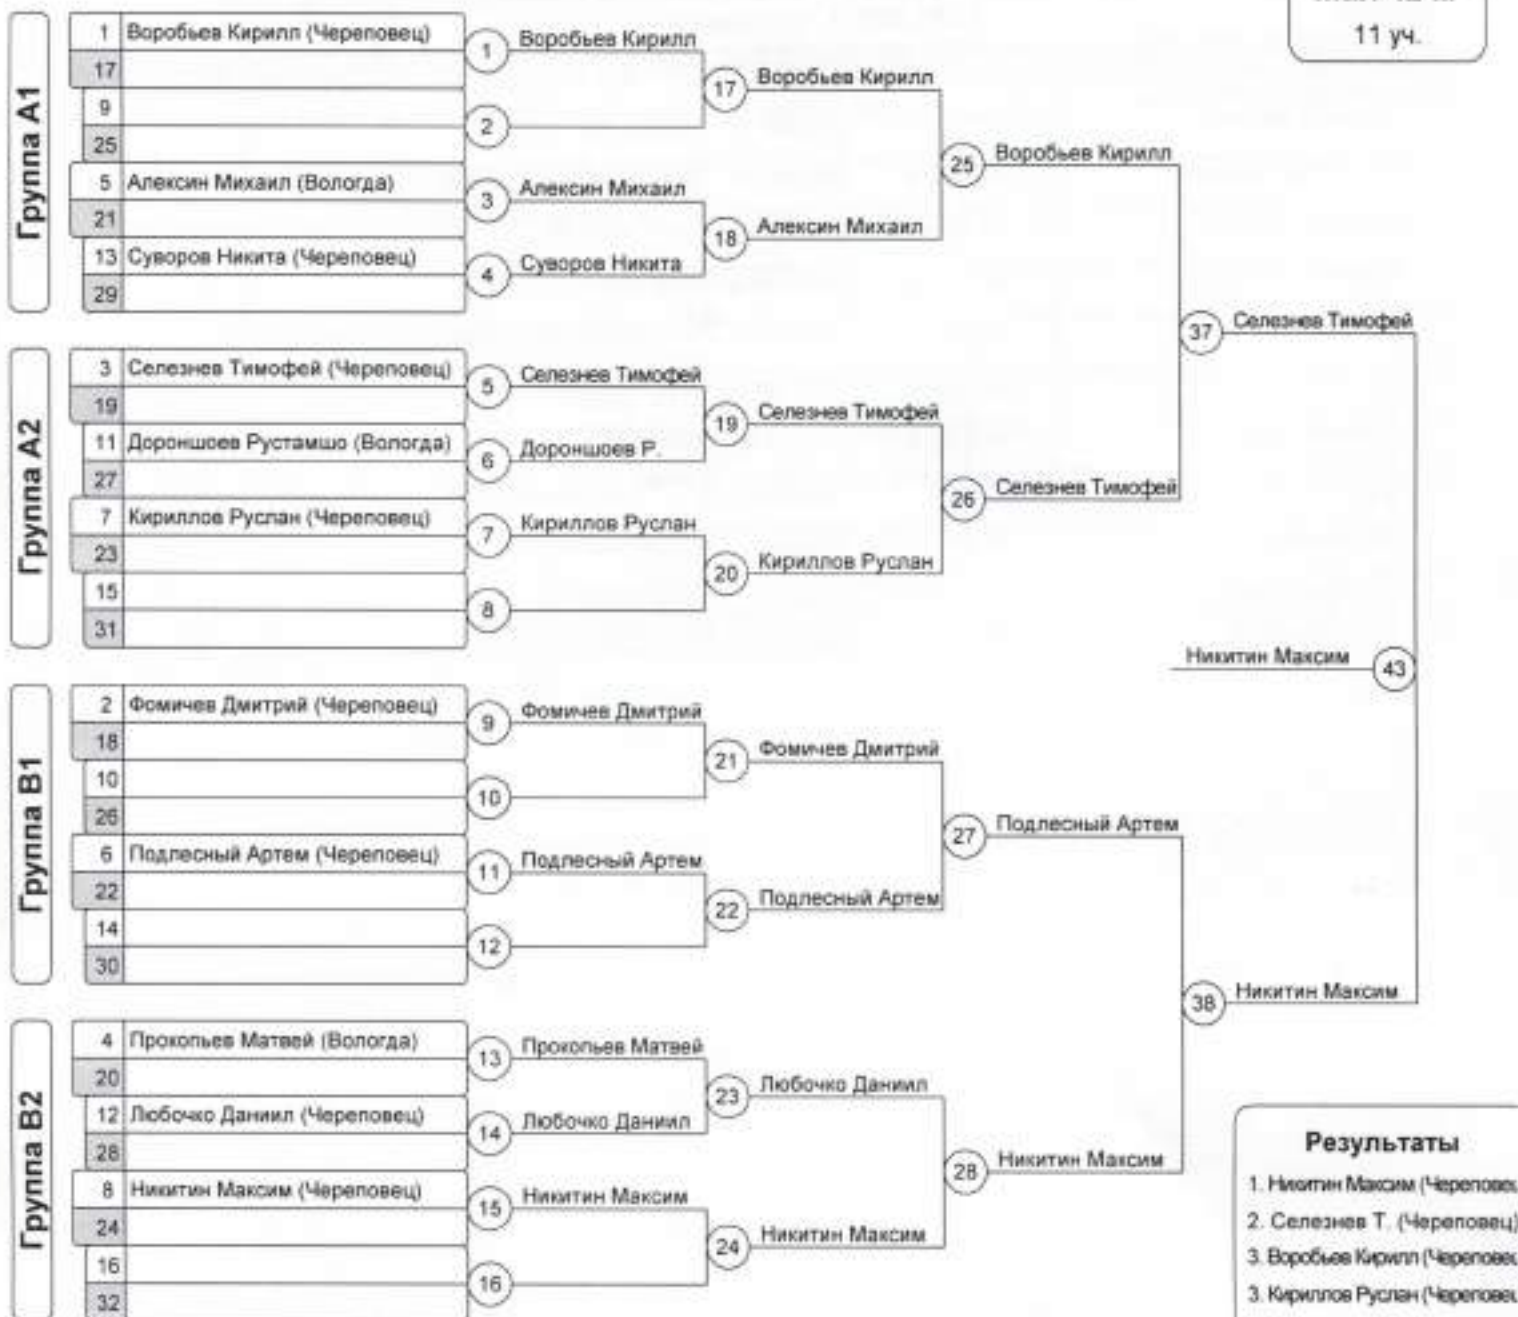 11 уч.
Группа A1
1 Воробьев Кирилл (Череповец)
17
9
25
5 Алексин Михаил (Вологда)
21
13 Суворов Никита (Череповец)
29
1 Воробьев Кирилл
2
3 Алексин Михаил
4 Суворов Никита
17 Воробьев Кирилл
18 Алексин Михаил
25 Воробьев Кирилл
Группа A2
3 Селезнев Тимофей (Череповец)
19
11 Дороншоев Рустамшо (Вологда)
27
7 Кириллов Руслан (Череповец)
23
15
31
5 Селезнев Тимофей
6 Дороншоев Р.
7 Кириллов Руслан
8
19 Селезнев Тимофей
20 Кириллов Руслан
26 Селезнев Тимофей
37 Селезнев Тимофей
Никитин Максим 43
Группа B1
2 Фомичев Дмитрий (Череповец)
18
10
26
6 Подлесный Артем (Череповец)
22
14
30
9 Фомичев Дмитрий
10
11 Подлесный Артем
12
21 Фомичев Дмитрий
22 Подлесный Артем
27 Подлесный Артем
38 Никитин Максим
Группа B2
4 Прокопьев Матвей (Вологда)
20
12 Любочко Даниил (Череповец)
28
8 Никитин Максим (Череповец)
24
16
32
13 Прокопьев Матвей
14 Любочко Даниил
15 Никитин Максим
16
23 Любочко Даниил
24 Никитин Максим
28 Никитин Максим
Результаты
1. Никитин Максим (Череповец
2. Селезнев Т. (Череповец)
3. Воробьев Кирилл (Череповец
3. Кириллов Руслан (Череповец